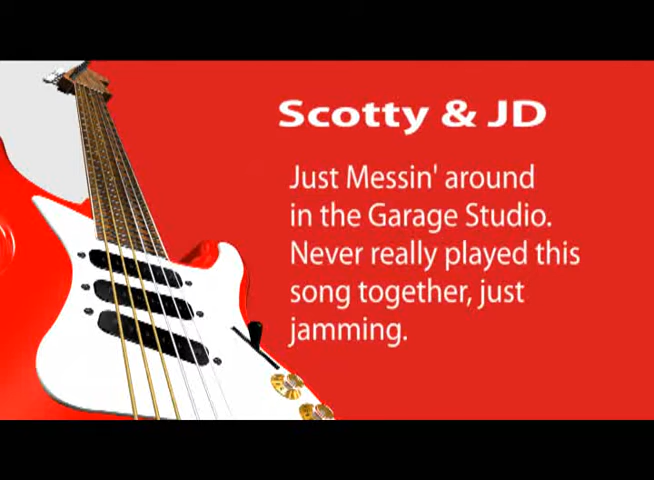 Scotty & JD
Just Messin' around
in the Garage Studio.
Never really played this
song together, just
jamming.